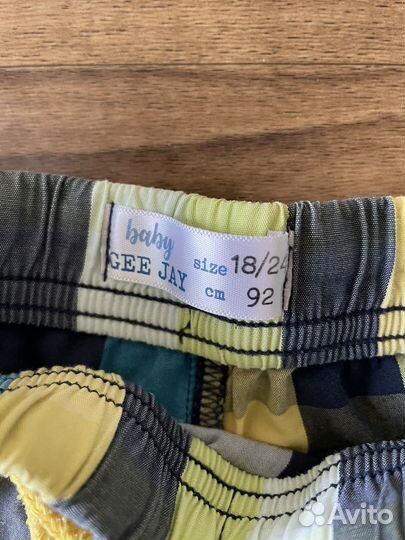 baby
GEE JAY
size 18/24
cm 92
Avito